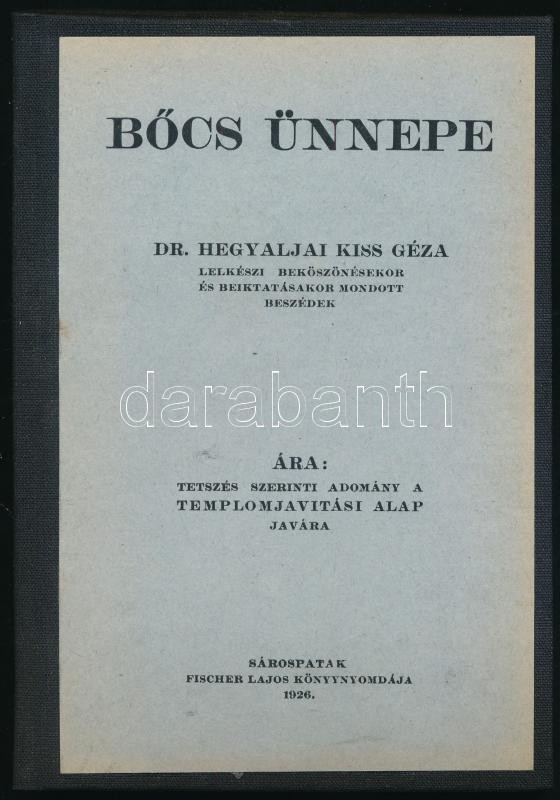 BŐCS ÜNNEPE
DR. HEGYALJAI KISS GÉZA
LELKÉSZI BEKÖSZÖNÉSEKOR
ÉS BEIKTATÁSAKOR MONDOTT
BESZÉDEK
darabanth
ÁRA:
TETSZÉS SZERINTI ADOMÁNY A
TEMPLOMJAVITÁSI ALAP
JAVÁRA
SÁROSPATAK
FISCHER LAJOS KÖNYVNYOMDÁJA
1926.